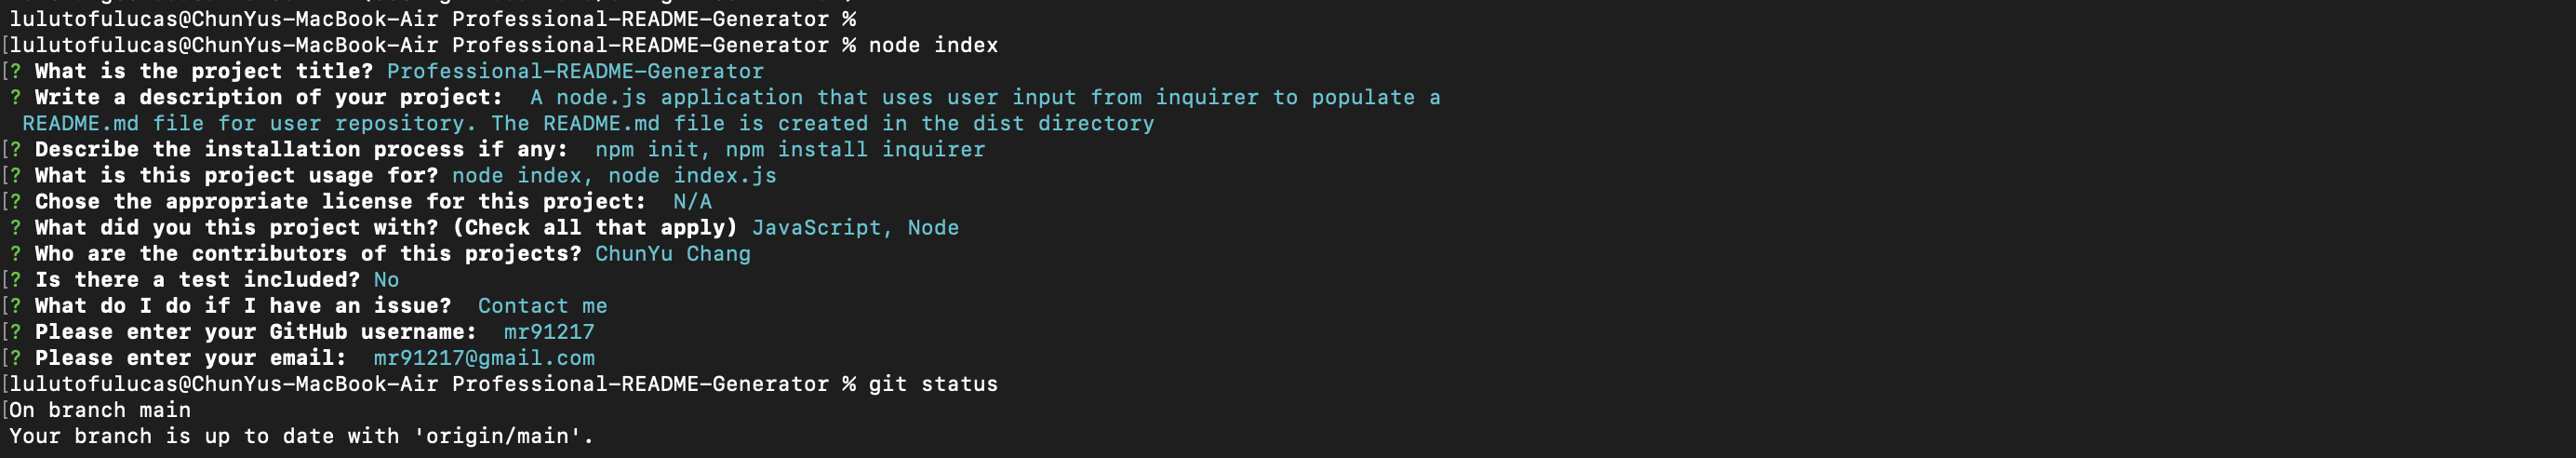 lulutofulucas@ChunYus-MacBook-Air Professional-README-Generator %
[lulutofulucas@ChunYus-MacBook-Air Professional-README-Generator % node index
[? What is the project title? Professional-README-Generator
? Write a description of your project:  A node.js application that uses user input from inquirer to populate a
README.md file for user repository. The README.md file is created in the dist directory
[? Describe the installation process if any:  npm init, npm install inquirer
[? What is this project usage for? node index, node index.js
[? Chose the appropriate license for this project:  N/A
? What did you this project with? (Check all that apply) JavaScript, Node
? Who are the contributors of this projects? ChunYu Chang
[? Is there a test included? No
[? What do I do if I have an issue?  Contact me
[? Please enter your GitHub username:  mr91217
[? Please enter your email:  mr91217@gmail.com
[lulutofulucas@ChunYus-MacBook-Air Professional-README-Generator % git status
[On branch main
Your branch is up to date with 'origin/main'.